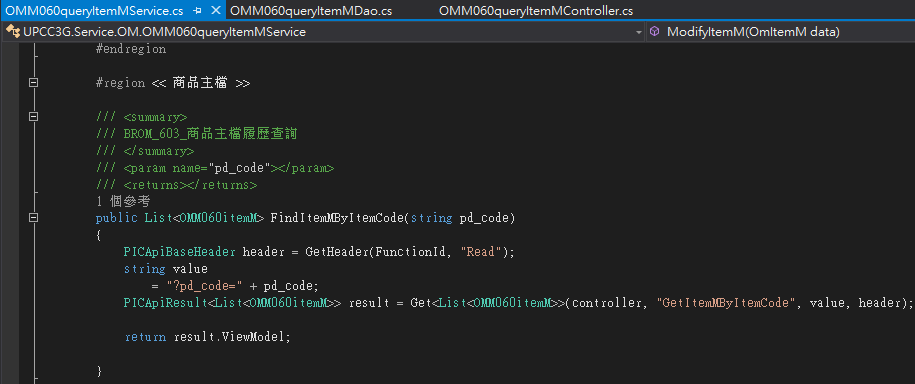 OMM060queryItemMService.cs OMM060queryItemMDao.cs OMM060queryItemMController.cs
UPCC3G.Service.OM.OMM060queryItemMService ModifyItemM(OmItemM data)
#endregion
#region << 商品主檔 >>
/// <summary>
/// BROM_603_商品主檔履歷查詢
/// </summary>
/// <param name="pd_code"></param>
/// <returns></returns>
1 個參考
public List<OMM060itemM> FindItemMByItemCode(string pd_code)
{
PICApiBaseHeader header = GetHeader(FunctionId, "Read");
string value
= "?pd_code=" + pd_code;
PICApiResult<List<OMM060itemM>> result = Get<List<OMM060itemM>>(controller, "GetItemMByItemCode", value, header);
return result.ViewModel;
}